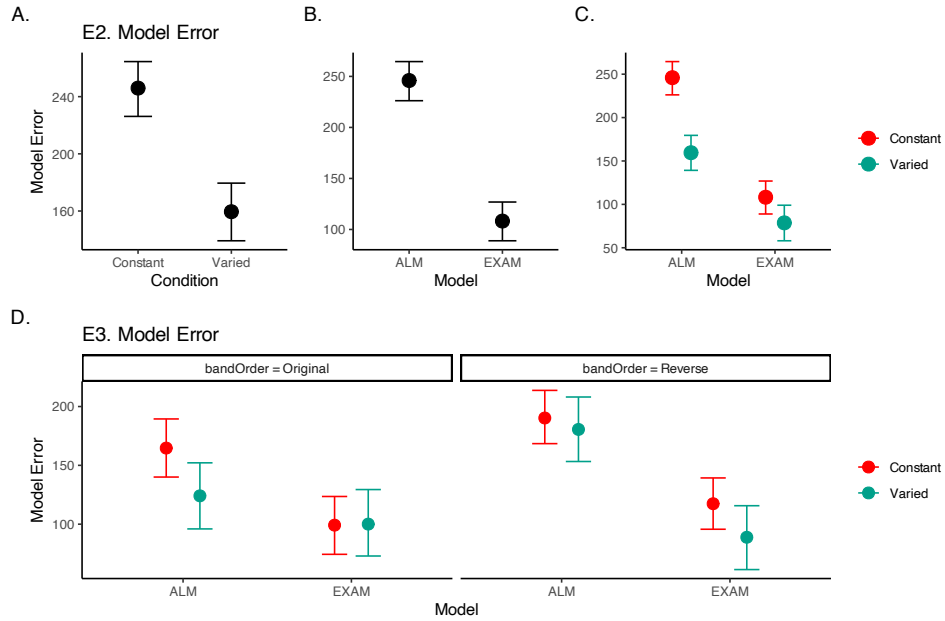 A.
E2. Model Error
Model Error
240
200
160
Constant
Varied
Condition
B.
250
200
150
100
ALM
EXAM
Model
C.
250
200
150
100
50
ALM
EXAM
Model
Constant
Varied
D.
E3. Model Error
bandOrder = Original
bandOrder = Reverse
Model Error
200
150
100
ALM
EXAM
ALM
EXAM
Model
Constant
Varied